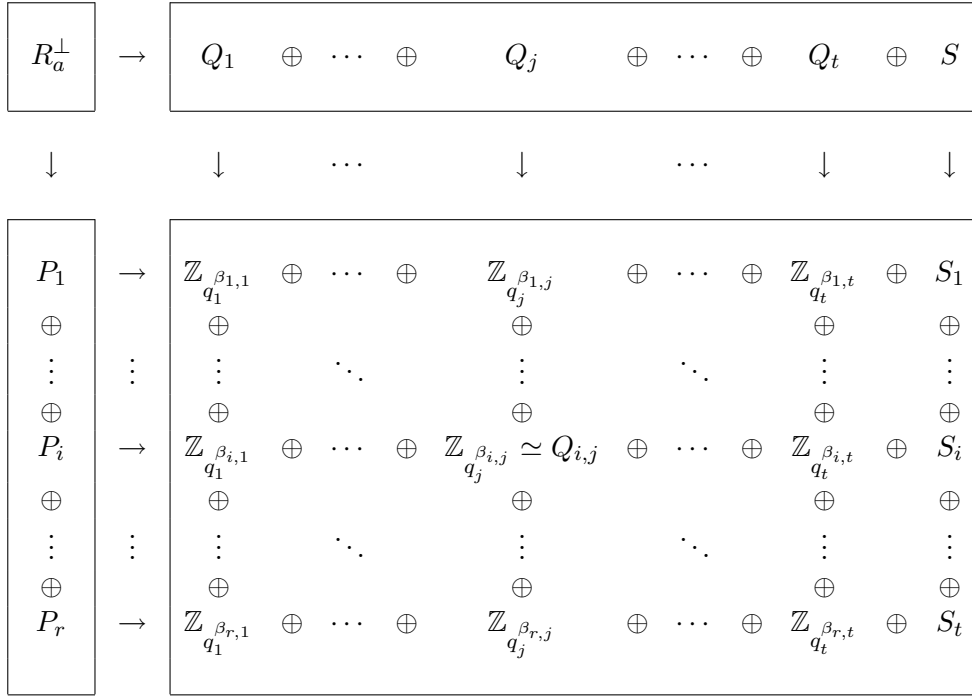 R_a^⊥ → Q_1 ⊕ ⋯ ⊕ Q_j ⊕ ⋯ ⊕ Q_t ⊕ S
↓ ↓ ⋯ ↓ ⋯ ↓ ↓
P_1 → ℤ_{q_1^{β_{1,1}}} ⊕ ⋯ ⊕ ℤ_{q_j^{β_{1,j}}} ⊕ ⋯ ⊕ ℤ_{q_t^{β_{1,t}}} ⊕ S_1
⊕ ⊕ ⊕ ⊕ ⊕
⋮ ⋮ ⋮ ⋱ ⋮ ⋱ ⋮ ⋮
⊕ ⊕ ⊕ ⊕ ⊕
P_i → ℤ_{q_1^{β_{i,1}}} ⊕ ⋯ ⊕ ℤ_{q_j^{β_{i,j}}} ≃ Q_{i,j} ⊕ ⋯ ⊕ ℤ_{q_t^{β_{i,t}}} ⊕ S_i
⊕ ⊕ ⊕ ⊕ ⊕
⋮ ⋮ ⋮ ⋱ ⋮ ⋱ ⋮ ⋮
⊕ ⊕ ⊕ ⊕ ⊕
P_r → ℤ_{q_1^{β_{r,1}}} ⊕ ⋯ ⊕ ℤ_{q_j^{β_{r,j}}} ⊕ ⋯ ⊕ ℤ_{q_t^{β_{r,t}}} ⊕ S_t